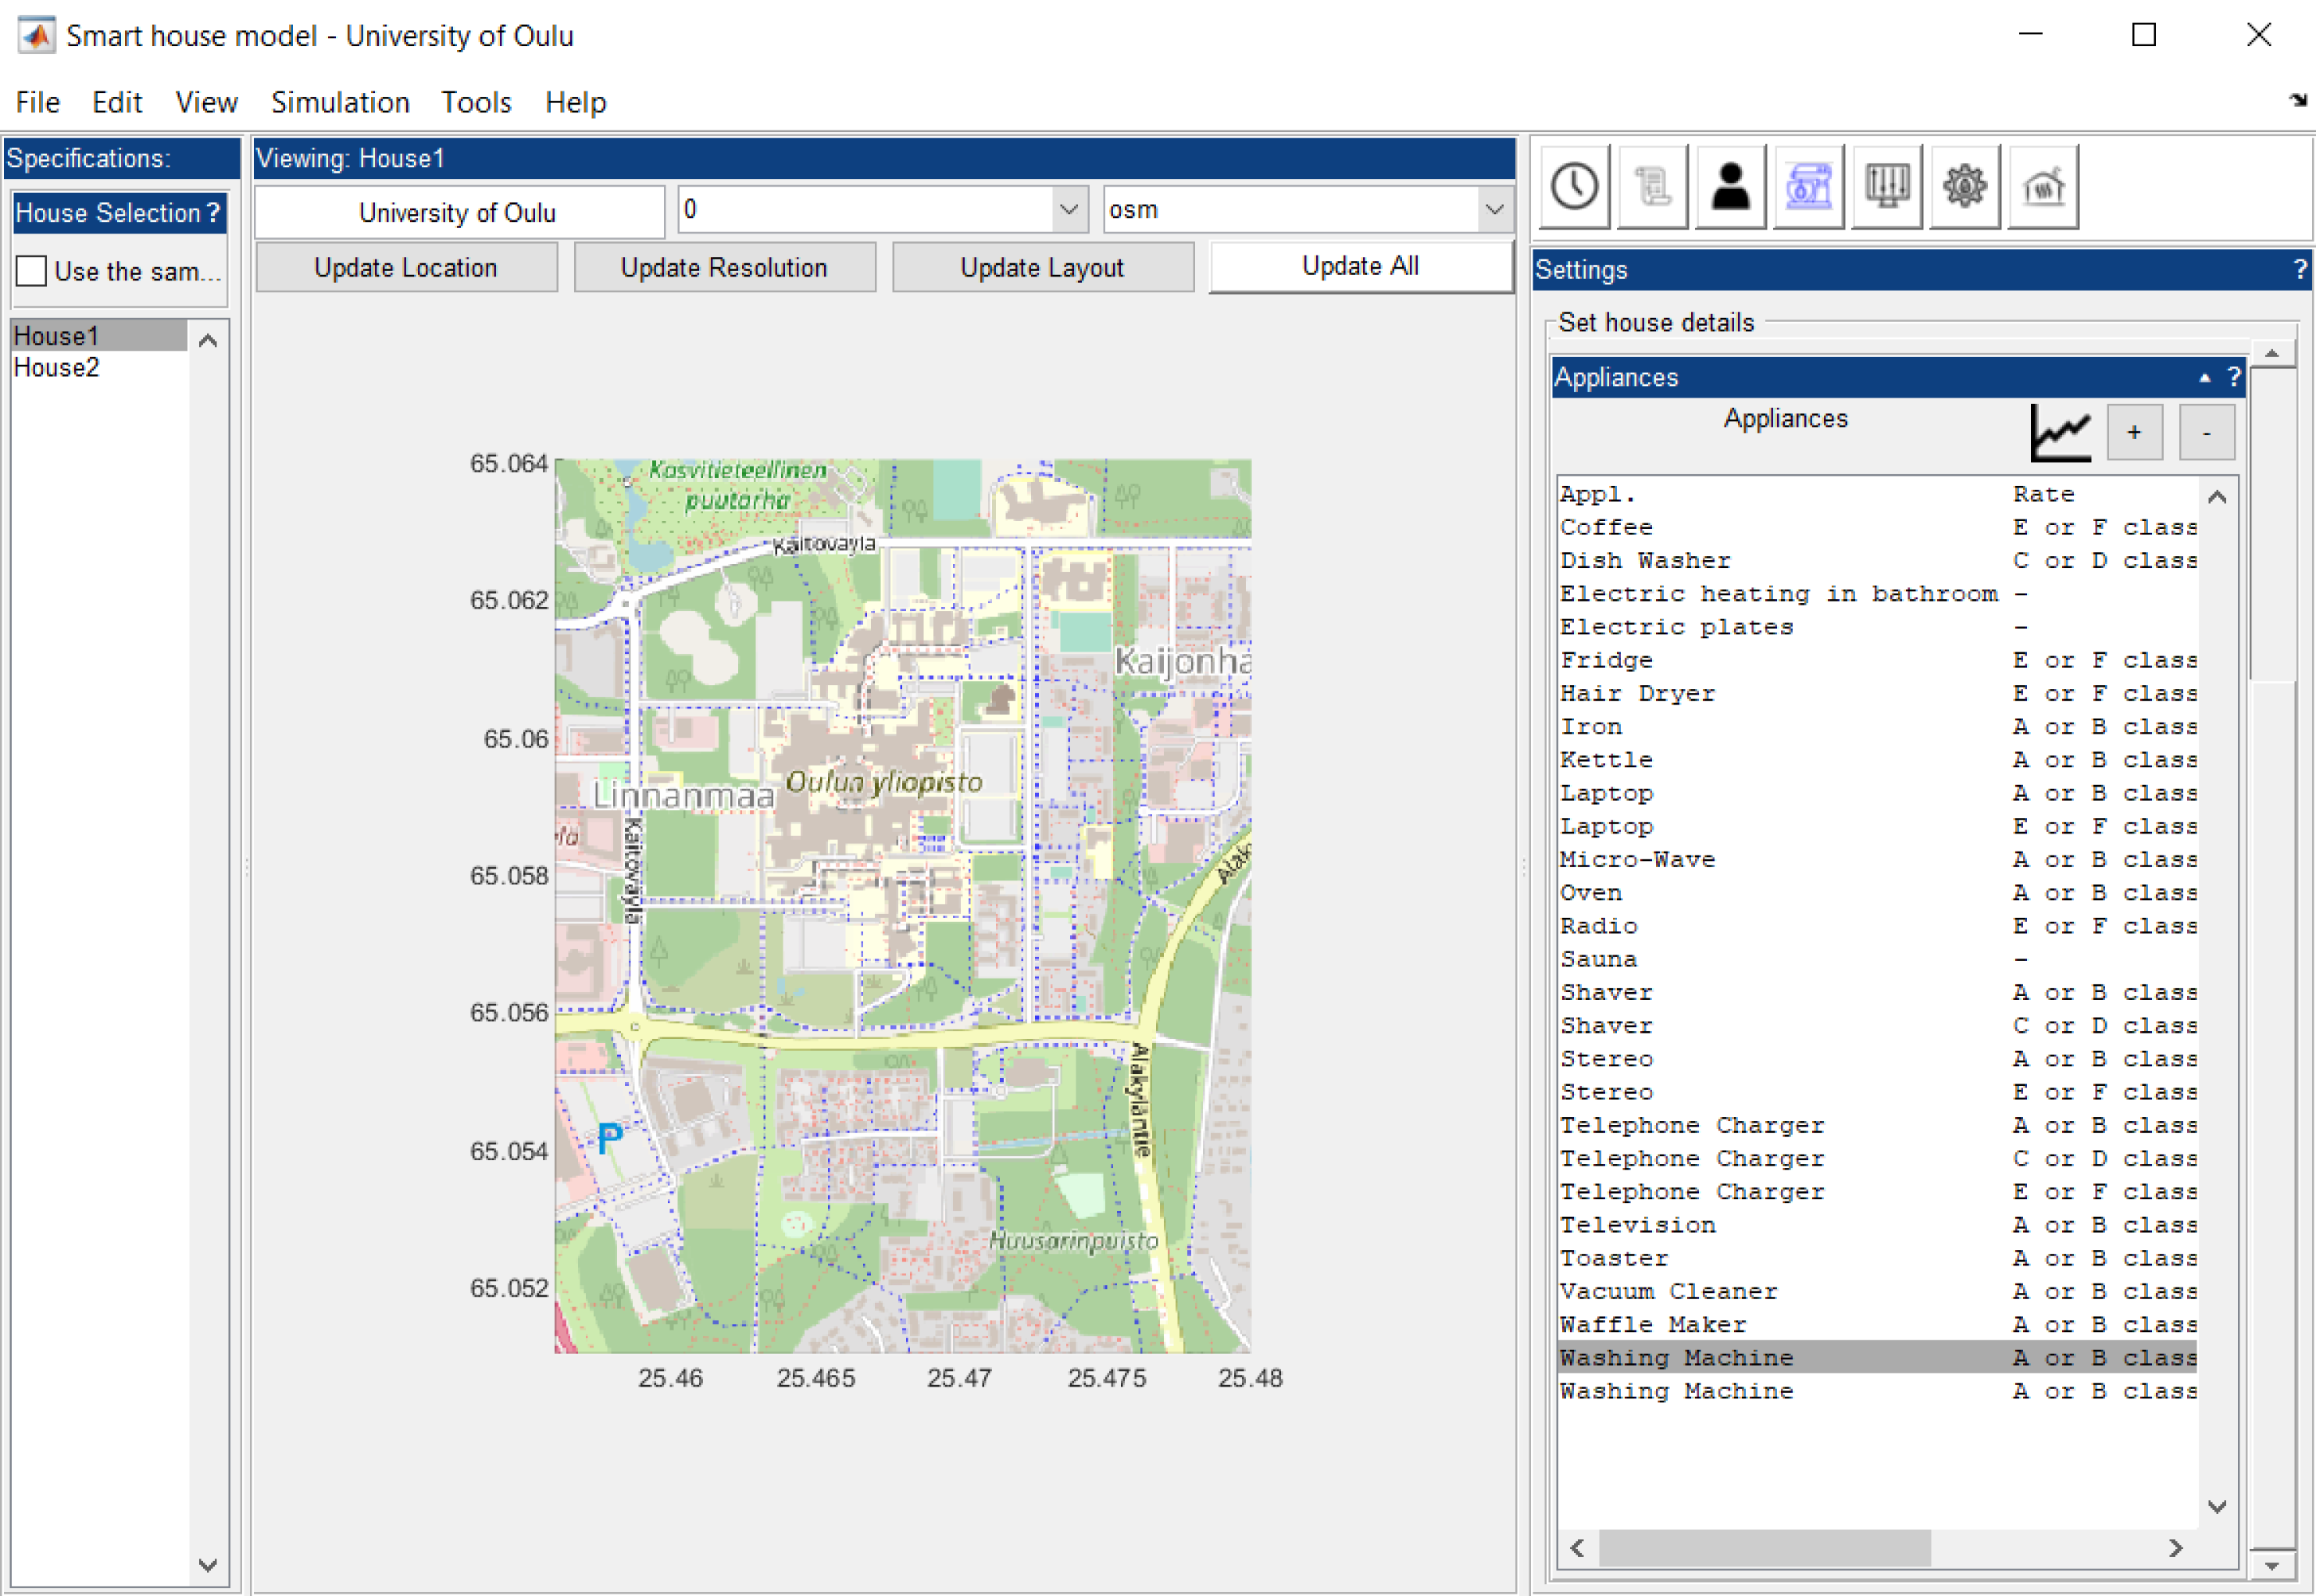 Smart house model - University of Oulu
File Edit View Simulation Tools Help
Specifications:
House Selection ?
Use the sam...
House1
House2
Viewing: House1
University of Oulu 0 osm
Update Location Update Resolution Update Layout Update All
65.064
65.062
65.06
65.058
65.056
65.054
65.052
25.46 25.465 25.47 25.475 25.48
Kasvitieteellinen
puutarha
Kaitoväylä
Kaijonha
Oulun yliopisto
Linnanmaa
Kaitoväylä
Alak
Alakyläntie
P
Huusarinpuisto
Settings ?
Set house details
Appliances ?
Appliances + -
Appl. Rate
Coffee E or F class
Dish Washer C or D class
Electric heating in bathroom -
Electric plates -
Fridge E or F class
Hair Dryer E or F class
Iron A or B class
Kettle A or B class
Laptop A or B class
Laptop E or F class
Micro-Wave A or B class
Oven A or B class
Radio E or F class
Sauna -
Shaver A or B class
Shaver C or D class
Stereo A or B class
Stereo E or F class
Telephone Charger A or B class
Telephone Charger C or D class
Telephone Charger E or F class
Television A or B class
Toaster A or B class
Vacuum Cleaner A or B class
Waffle Maker A or B class
Washing Machine A or B class
Washing Machine A or B class